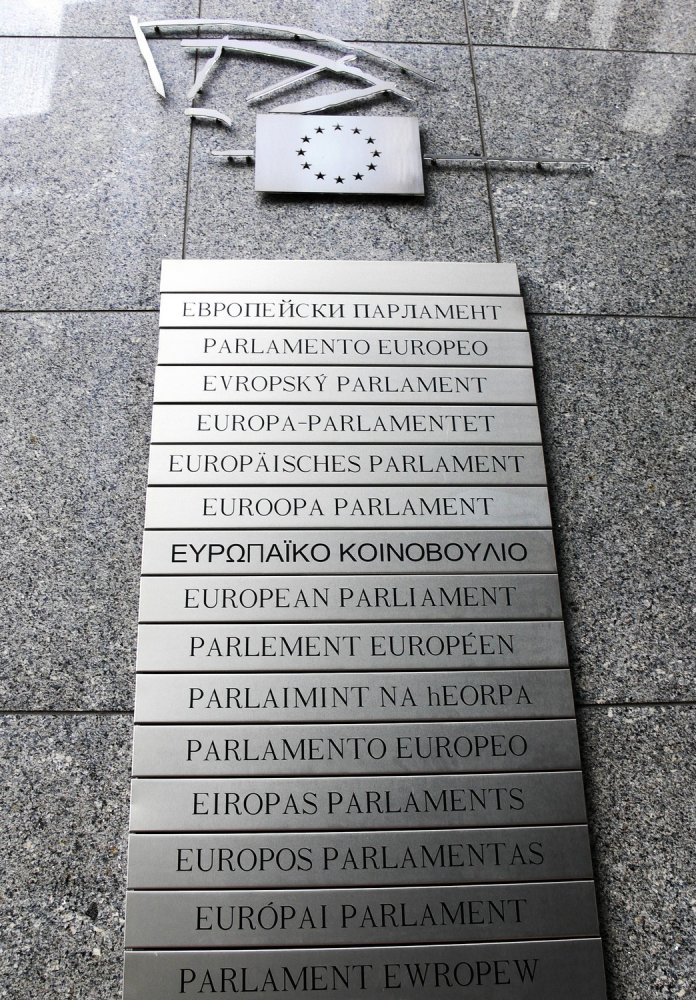 ЕВРОПЕЙСКИ ПАРЛАМЕНТ
PARLAMENTO EUROPEO
EVROPSKÝ PARLAMENT
EUROPA-PARLAMENTET
EUROPÄISCHES PARLAMENT
EUROOPA PARLAMENT
ΕΥΡΩΠΑΪΚΟ ΚΟΙΝΟΒΟΥΛΙΟ
EUROPEAN PARLIAMENT
PARLEMENT EUROPÉEN
PARLAIMINT NA hEORPA
PARLAMENTO EUROPEO
EIROPAS PARLAMENTS
EUROPOS PARLAMENTAS
EURÓPAI PARLAMENT
PARLAMENT EWROPEW